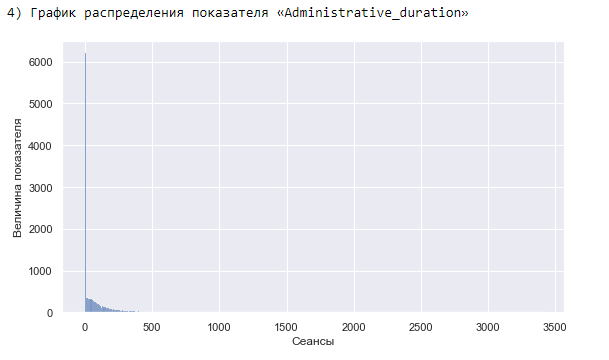 4) График распределения показателя «Administrative_duration»
6000
5000
4000
3000
2000
1000
0
Величина показателя
0 500 1000 1500 2000 2500 3000 3500
Сеансы